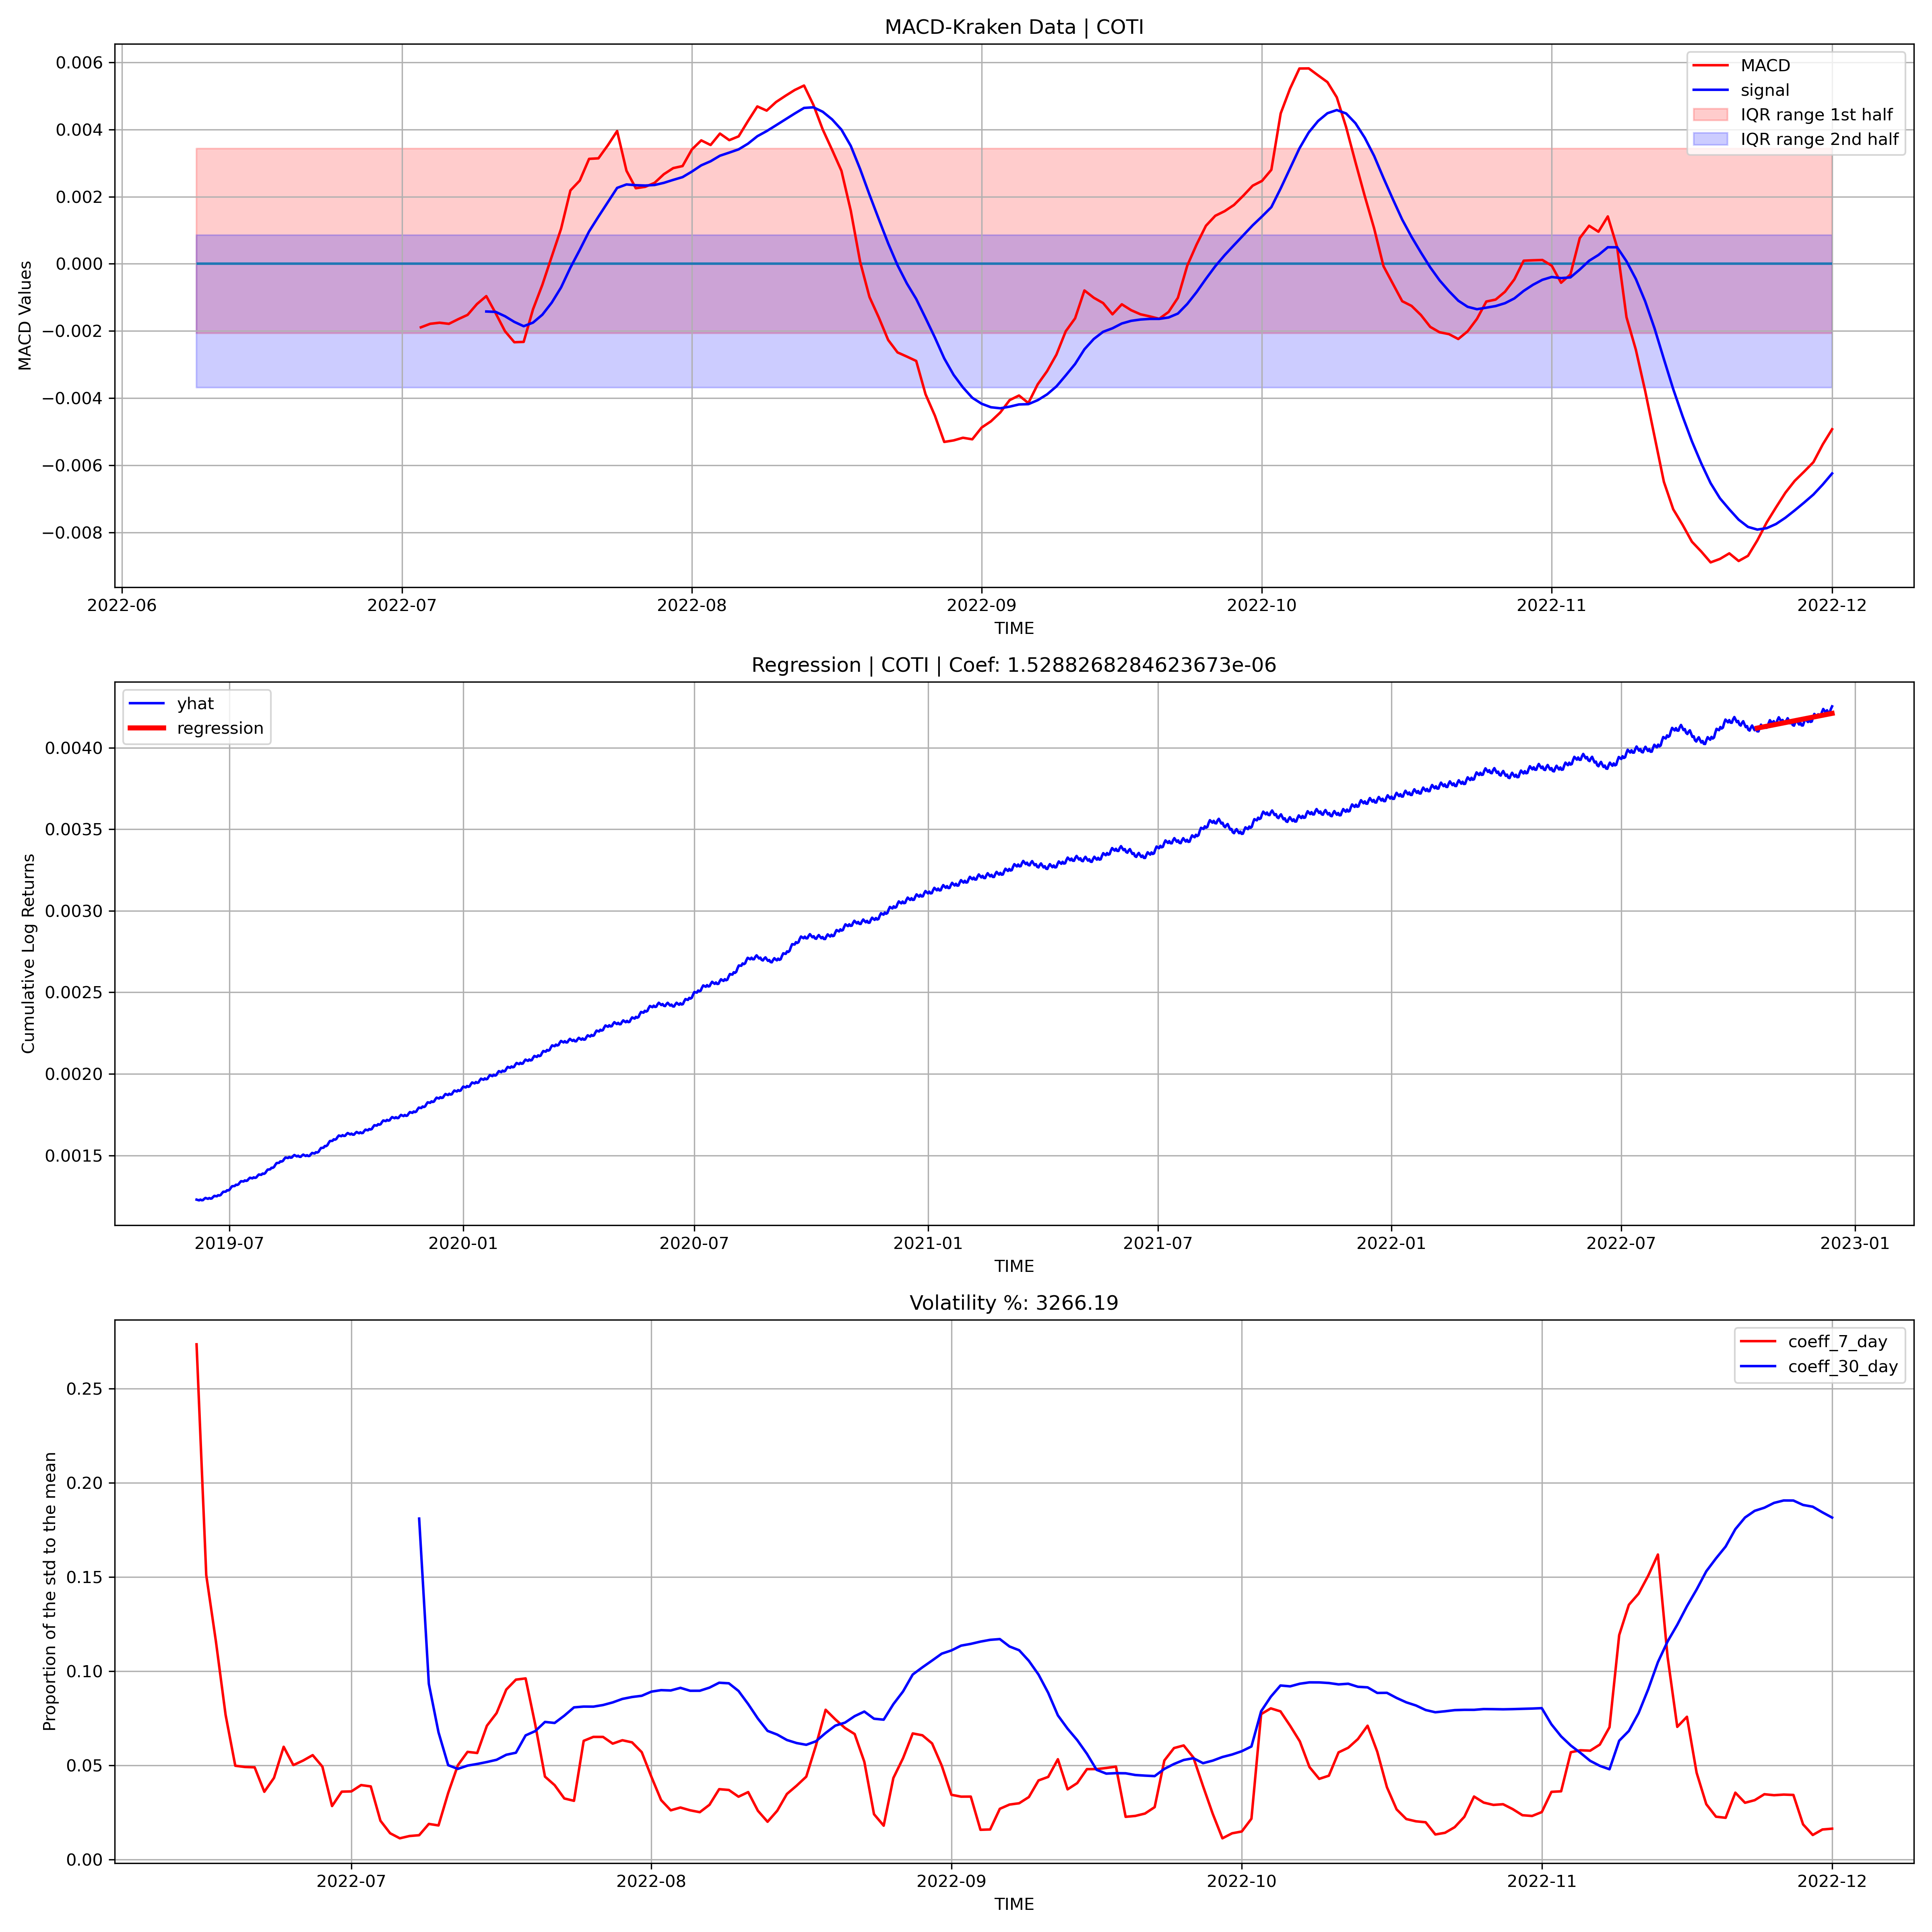 MACD-Kraken Data | COTI
MACD Values
0.006
0.004
0.002
0.000
−0.002
−0.004
−0.006
−0.008
MACD
signal
IQR range 1st half
IQR range 2nd half
2022-06
2022-07
2022-08
2022-09
2022-10
2022-11
2022-12
TIME
Regression | COTI | Coef: 1.5288268284623673e-06
Cumulative Log Returns
0.0040
0.0035
0.0030
0.0025
0.0020
0.0015
yhat
regression
2019-07
2020-01
2020-07
2021-01
2021-07
2022-01
2022-07
2023-01
TIME
Volatility %: 3266.19
Proportion of the std to the mean
0.25
0.20
0.15
0.10
0.05
0.00
coeff_7_day
coeff_30_day
2022-07
2022-08
2022-09
2022-10
2022-11
2022-12
TIME